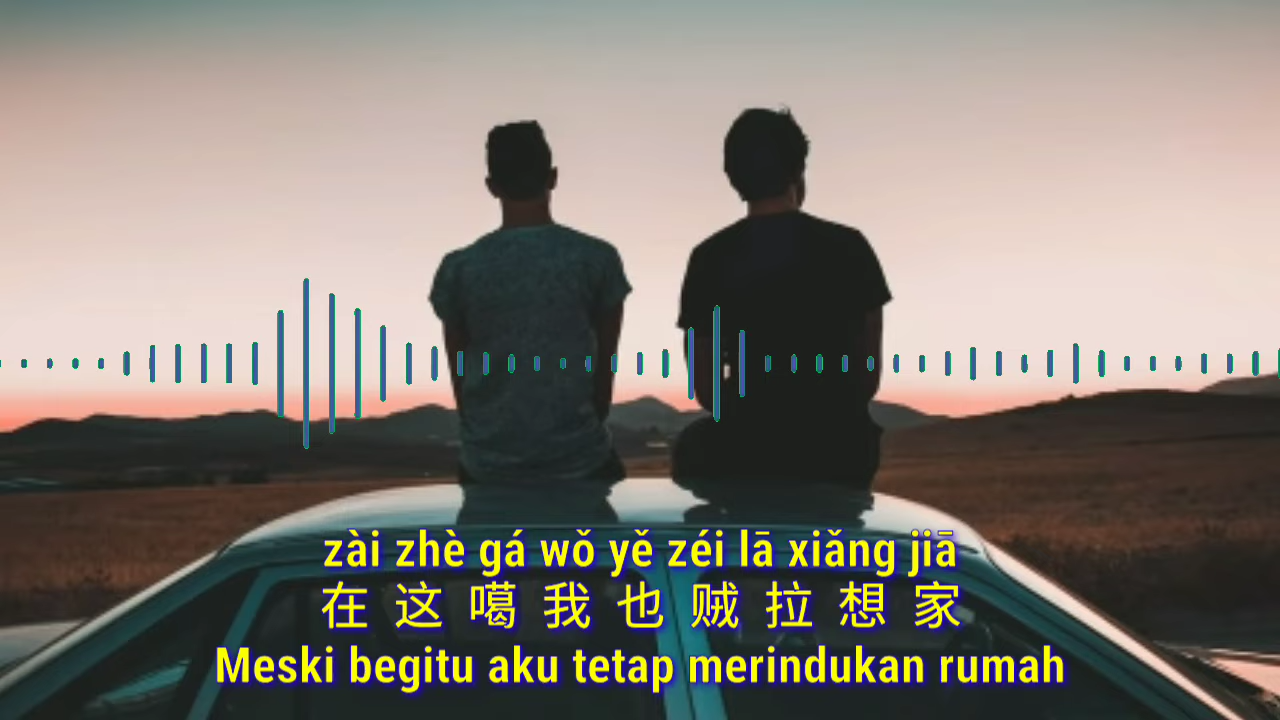 zài zhè gá wǒ yě zéi lā xiǎng jiā
在 这 噶 我 也 贼 拉 想 家
Meski begitu aku tetap merindukan rumah